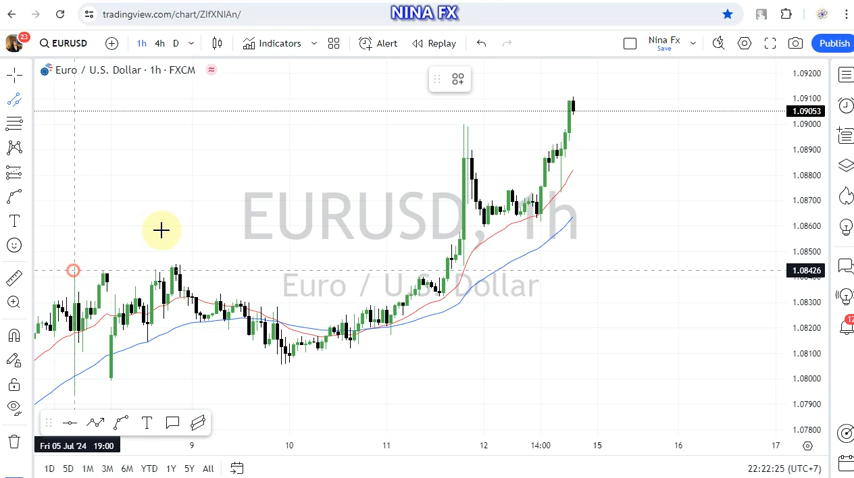 NINA FX
tradingview.com/chart/ZIfXNIAn/
23
EURUSD
1h 4h D
Indicators
Alert
Replay
Nina Fx
Save
Publish
Euro / U.S. Dollar · 1h · FXCM
1.09200
1.09100
1.09053
1.09000
1.08900
1.08800
1.08700
1.08600
1.08500
1.08426
1.08300
1.08200
1.08100
1.08000
1.07900
1.07800
EURUSD, 1h
Euro / U.S. Dollar
Fri 05 Jul '24 19:00
9 10 11 12 14:00 15 16 17
1D 5D 1M 3M 6M YTD 1Y 5Y All
22:22:25 (UTC+7)